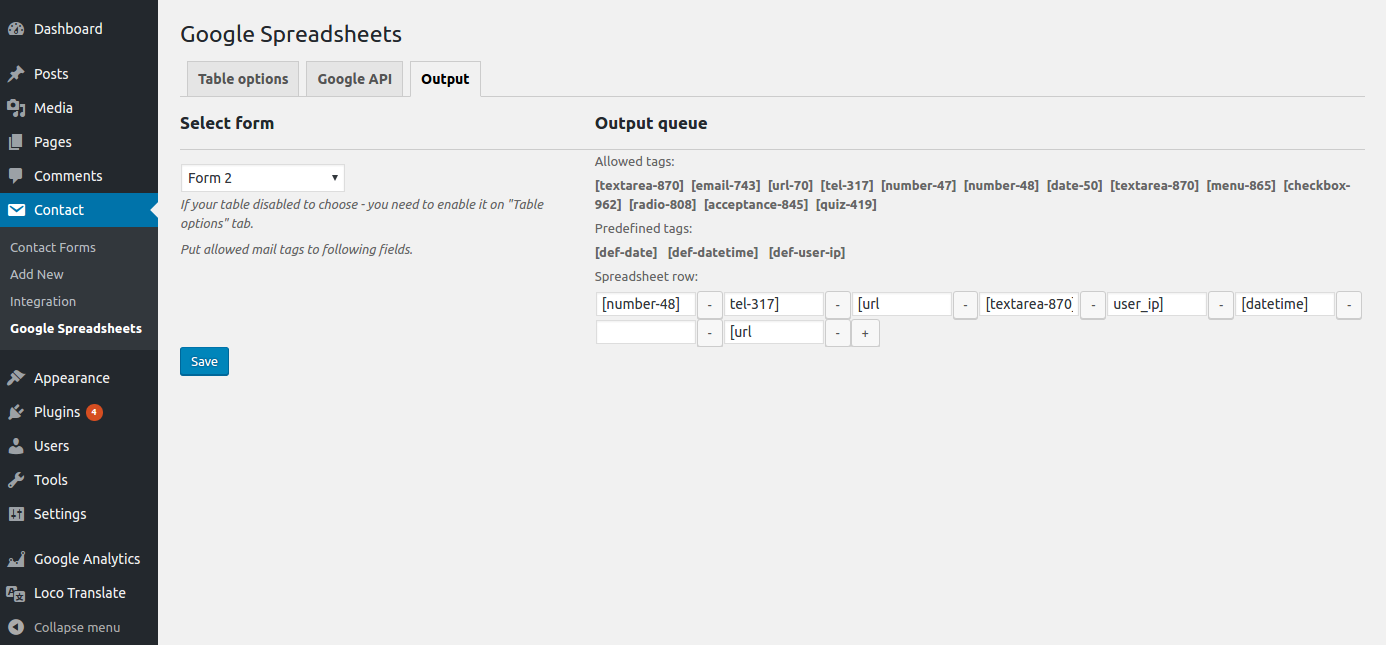 Dashboard
Posts
Media
Pages
Comments
Contact
Contact Forms
Add New
Integration
Google Spreadsheets
Appearance
Plugins 4
Users
Tools
Settings
Google Analytics
Loco Translate
Collapse menu
Google Spreadsheets
Table options Google API Output
Select form
Form 2
If your table disabled to choose - you need to enable it on "Table
options" tab.
Put allowed mail tags to following fields.
Save
Output queue
Allowed tags:
[textarea-870] [email-743] [url-70] [tel-317] [number-47] [number-48] [date-50] [textarea-870] [menu-865] [checkbox-
962] [radio-808] [acceptance-845] [quiz-419]
Predefined tags:
[def-date] [def-datetime] [def-user-ip]
Spreadsheet row:
[number-48] - tel-317] - [url - [textarea-870] - user_ip] - [datetime] -
- [url - +